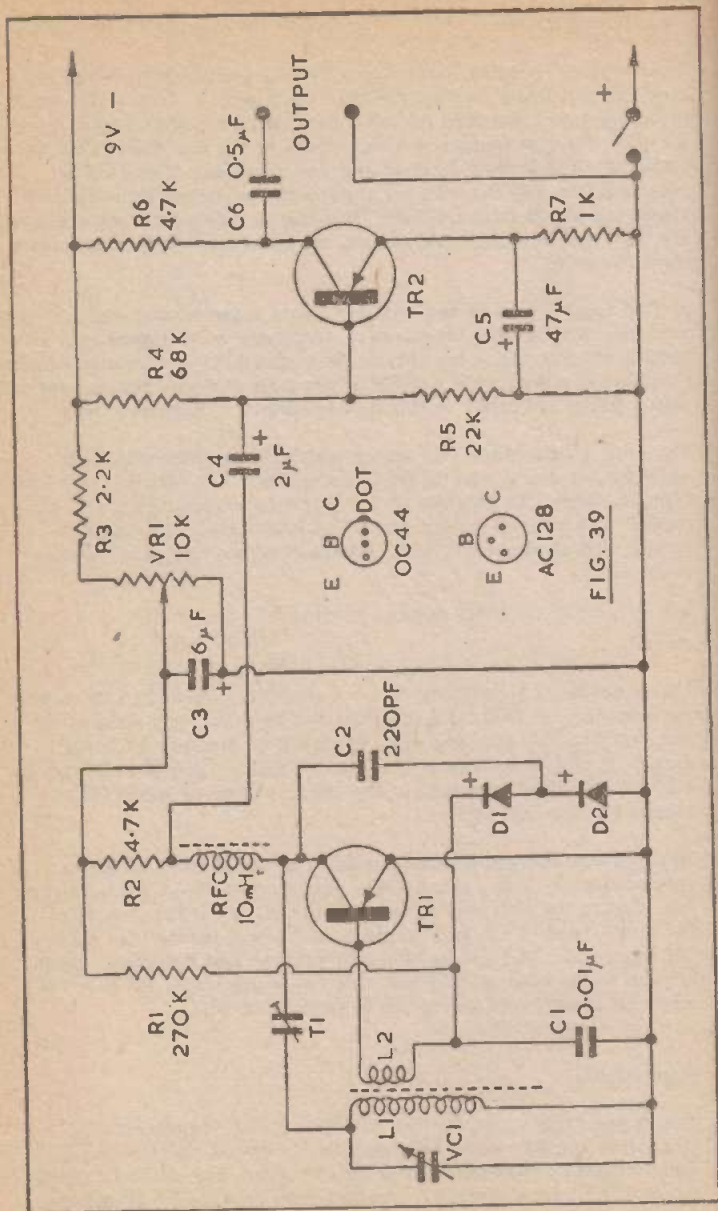 9V –
R3 2·2K
VR1
10K
R4
68K
R6
4·7K
R2 4·7K
C3
6μF
+
C4
+
2μF
C6
0·5μF
OUTPUT
R1
270K
RFC
10mH.
C2
220PF
T1
TR1
TR2
L1
L2
VC1
C1
0·01μF
+
D1
+
D2
E B C
DOT
OC44
E B C
AC128
FIG. 39
R5
22K
+
C5
47μF
R7
1K
+